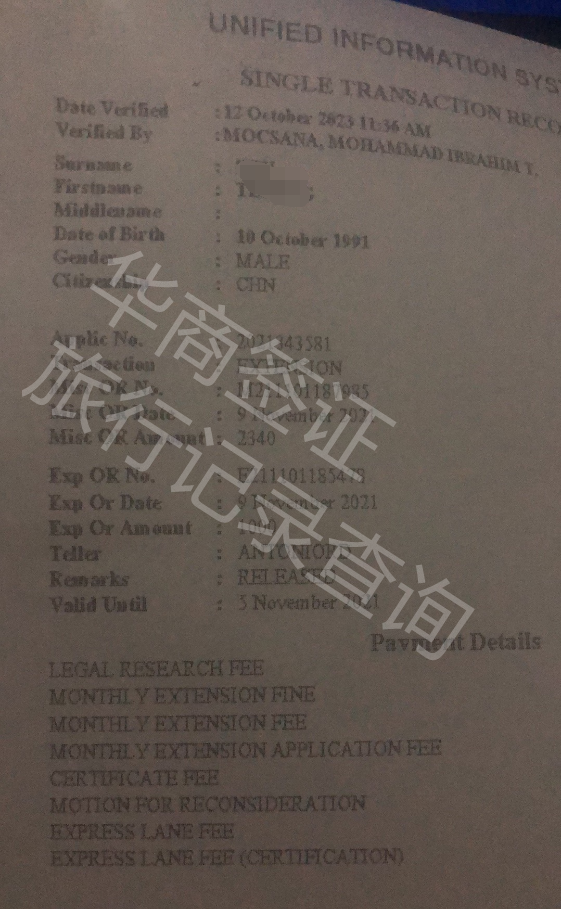 UNIFIED INFORMATION SYS
SINGLE TRANSACTION RECO
Date Verified : 12 October 2023 11:36 AM
Verified By : MOCSANA, MOHAMMAD IBRAHIM T.
Surname :
Firstname :
Middlename :
Date of Birth : 10 October 1991
Gender : MALE
Citizenship : CHN
Applic No. : 2021343581
Transaction : EXTENSION
Misc OR No. :
Misc OR Date : 9 November 2021
Misc OR Amount : 2340
Exp OR No. : E211101185478
Exp Or Date : 9 November 2021
Exp Or Amount : 1000
Teller :
Remarks : RELEASED
Valid Until : 5 November 2021
Payment Details
LEGAL RESEARCH FEE
MONTHLY EXTENSION FINE
MONTHLY EXTENSION FEE
MONTHLY EXTENSION APPLICATION FEE
CERTIFICATE FEE
MOTION FOR RECONSIDERATION
EXPRESS LANE FEE
EXPRESS LANE FEE (CERTIFICATION)
华商签证
旅行记录查询